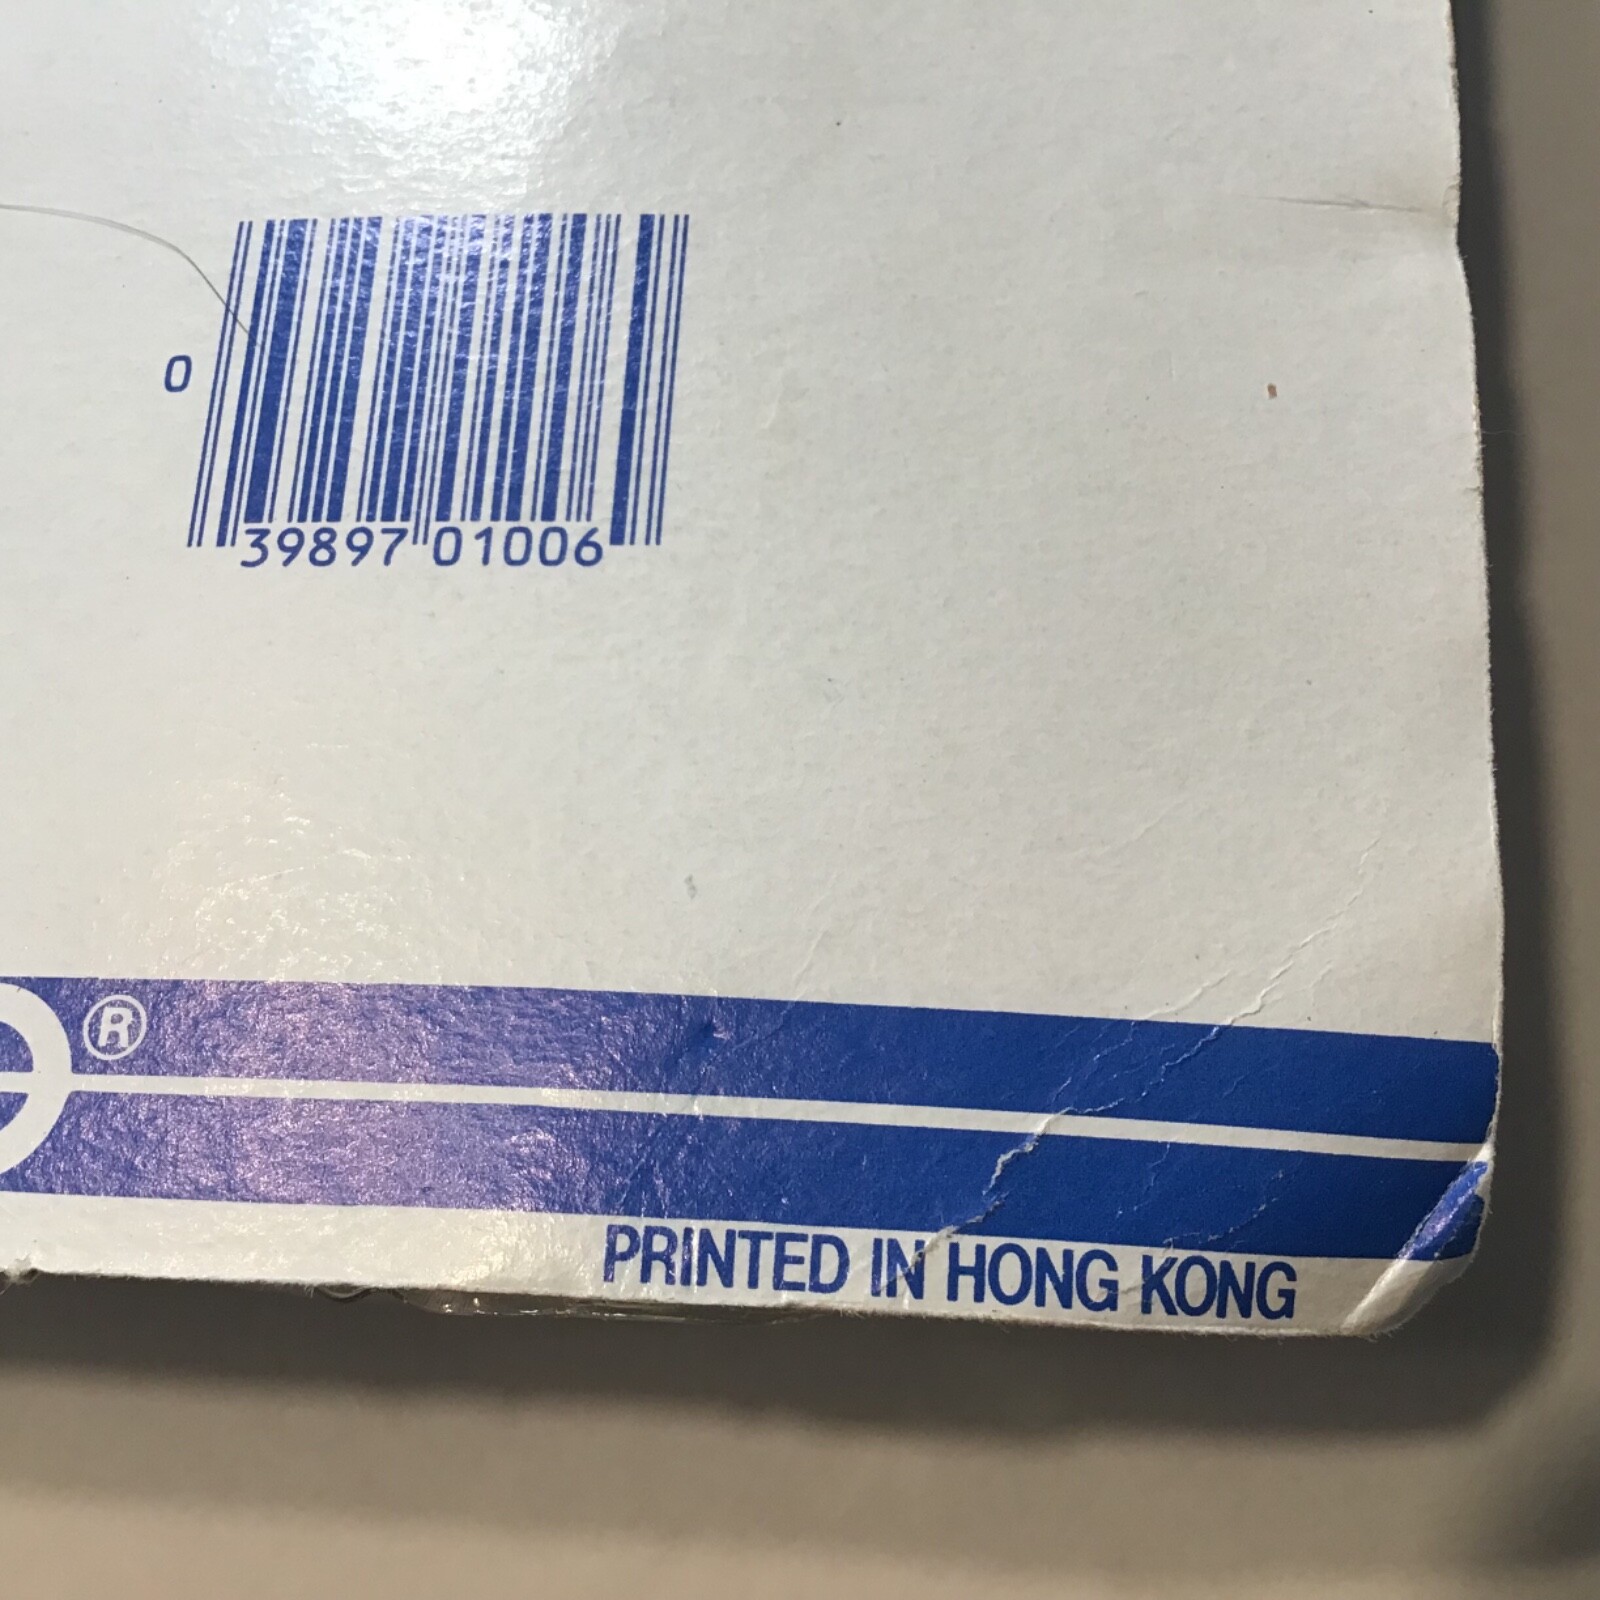 0
39897 01006
®
PRINTED IN HONG KONG